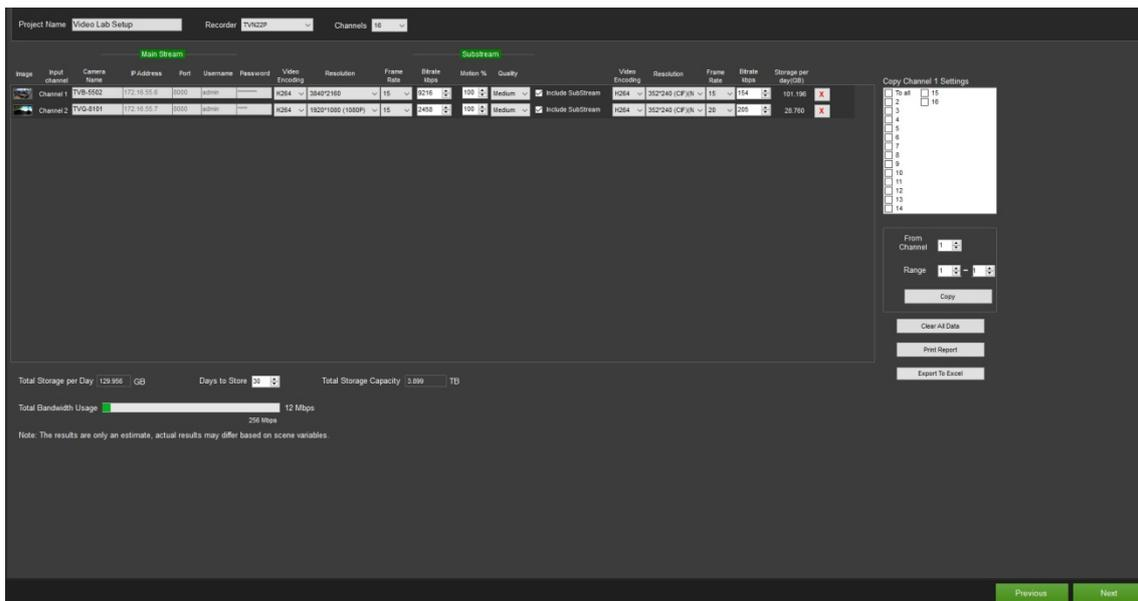 Project Name Video Lab Setup Recorder TVN22P Channels 16
Main Stream Substream
Image Input channel Camera Name IP Address Port Username Password Video Encoding Resolution Frame Rate Bitrate kbps Motion % Quality Video Encoding Resolution Frame Rate Bitrate kbps Storage per day(GB)
Channel 1 TVB-5502 172.16.55.6 8000 admin H264 3840*2160 15 9216 100 Medium Include SubStream H264 352*240 (CIF)(N 15 154 101.196 X
Channel 2 TVG-8101 172.16.55.7 8000 admin **** H264 1920*1080 (1080P) 15 2458 100 Medium Include SubStream H264 352*240 (CIF)(N 20 205 28.760 X
Copy Channel 1 Settings
To all 15
2 16
3
4
5
6
7
8
9
10
11
12
13
14
From Channel 1
Range 1 - 1
Copy
Clear All Data
Print Report
Export To Excel
Total Storage per Day 129.956 GB Days to Store 30 Total Storage Capacity 3.899 TB
Total Bandwidth Usage 12 Mbps
256 Mbps
Note: The results are only an estimate, actual results may differ based on scene variables.
Previous Next